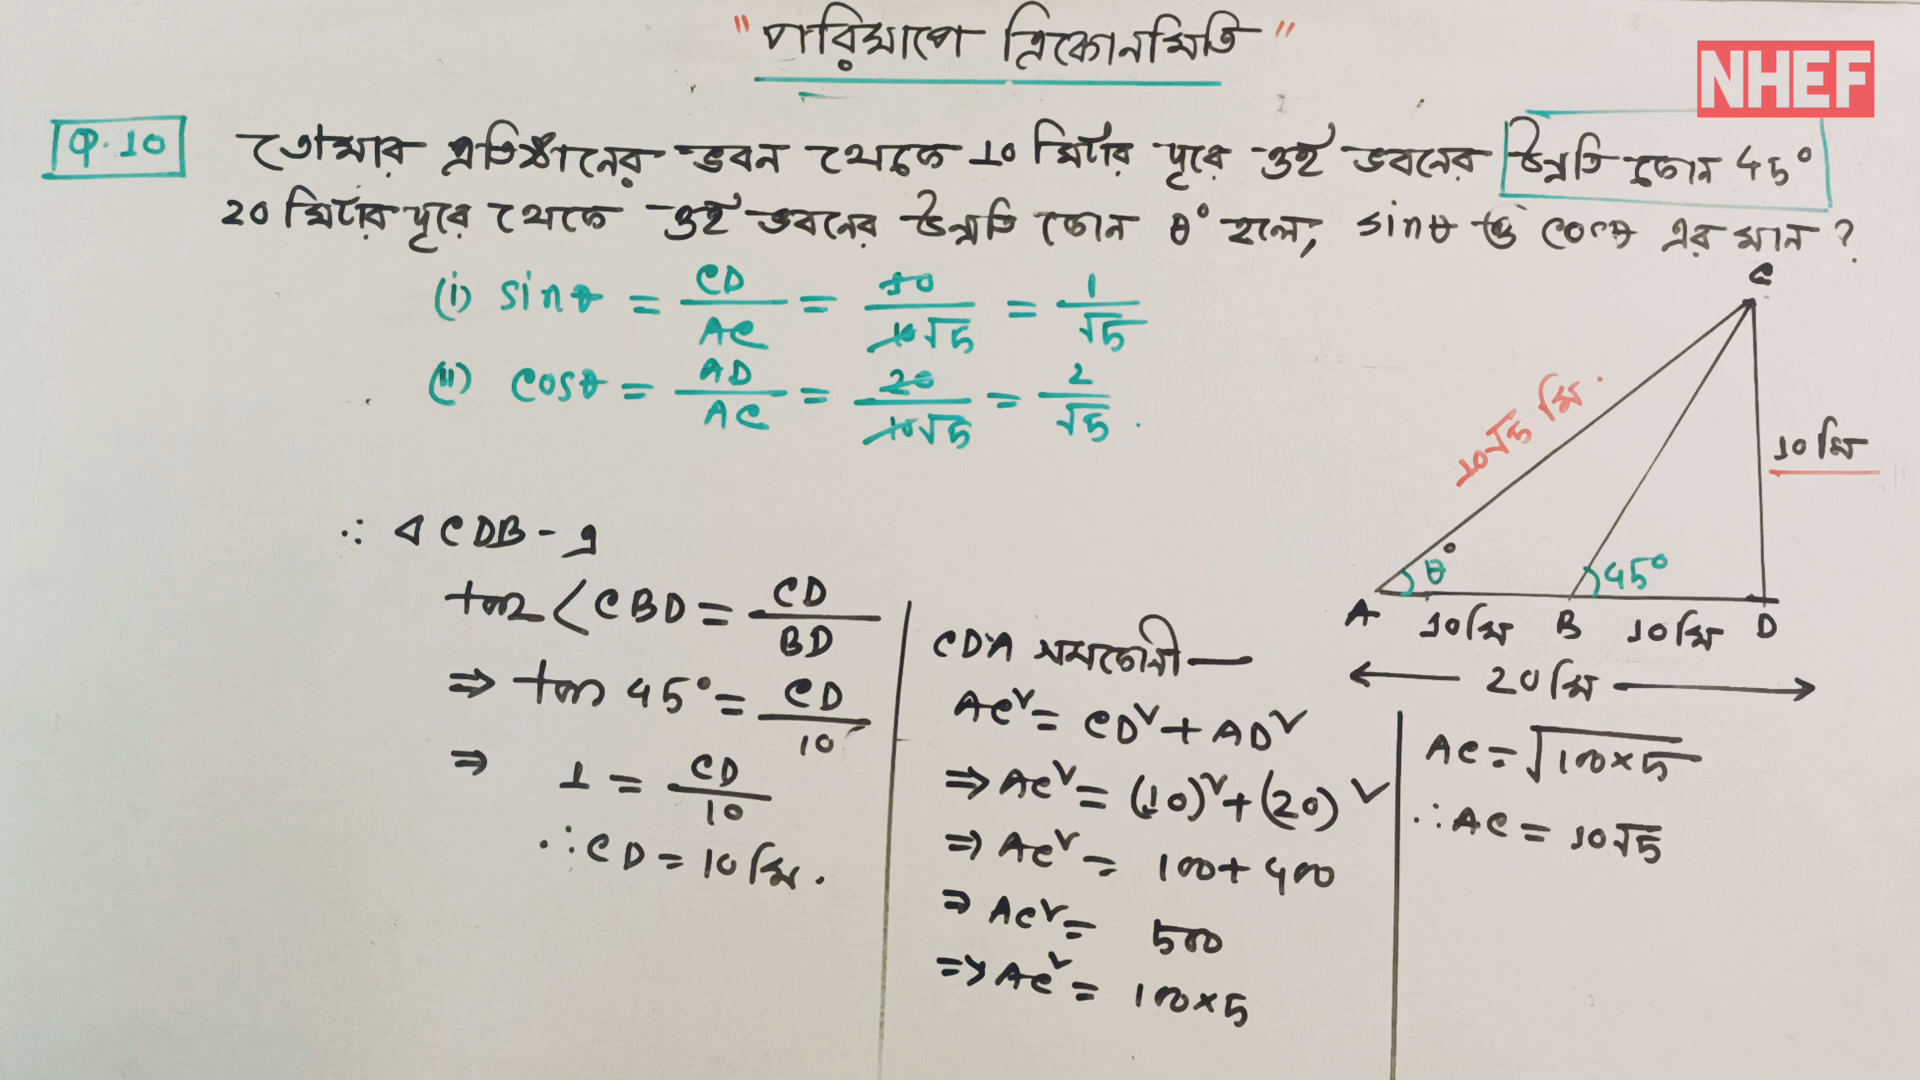 "পরিমাপে ত্রিকোনমিতি"
NHEF
Q.10 তোমার প্রতিষ্ঠানের ভবন থেকে 10 মিটার দূরে ওই ভবনের উন্নতি কোন 45°
20 মিটার দূরে থেকে ওই ভবনের উন্নতি কোন θ° হলে, sinθ ও cosθ এর মান ?
(i) sinθ = CD/AC = 10/10√5 = 1/√5
(ii) cosθ = AD/AC = 20/10√5 = 2/√5 .
C
10√5 মি.
10 মি
θ° 45°
A 10 মি B 10 মি D
20 মি
∴ ⊲ CDB - এ
tan <CBD = CD/BD
⇒ tan 45° = CD/10
⇒ 1 = CD/10
∴ CD = 10 মি.
CDA সমকোনী —
AC² = CD² + AD²
⇒ AC² = (10)² + (20)²
⇒ AC² = 100 + 400
⇒ AC² = 500
⇒ AC² = 100×5
AC = √100×5
∴ AC = 10√5